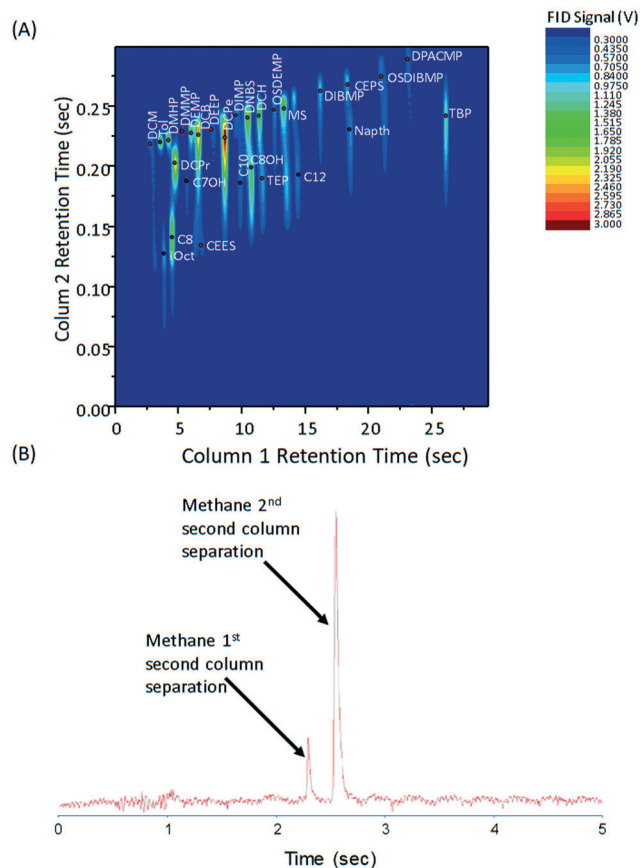 (A)
FID Signal (V)
0.3000
0.4350
0.5700
0.7050
0.8400
0.9750
1.110
1.245
1.380
1.515
1.650
1.785
1.920
2.055
2.190
2.325
2.460
2.595
2.730
2.865
3.000
Colum 2 Retention Time (sec)
0.25
0.20
0.15
0.10
0.05
0.00
DCM
Tol
DMHP
DMMP
DEMP
DCB
DEEP
DCPe
DIMP
DNBS
DCH
OSDEMP
MS
DIBMP
CEPS
OSDIBMP
DPACMP
TBP
Napth
DCPr
C7OH
C10
C8OH
TEP
C12
C8
iOct
CEES
0 5 10 15 20 25
Column 1 Retention Time (sec)
(B)
Methane 2nd
second column
separation
Methane 1st
second column
separation
0 1 2 3 4 5
Time (sec)